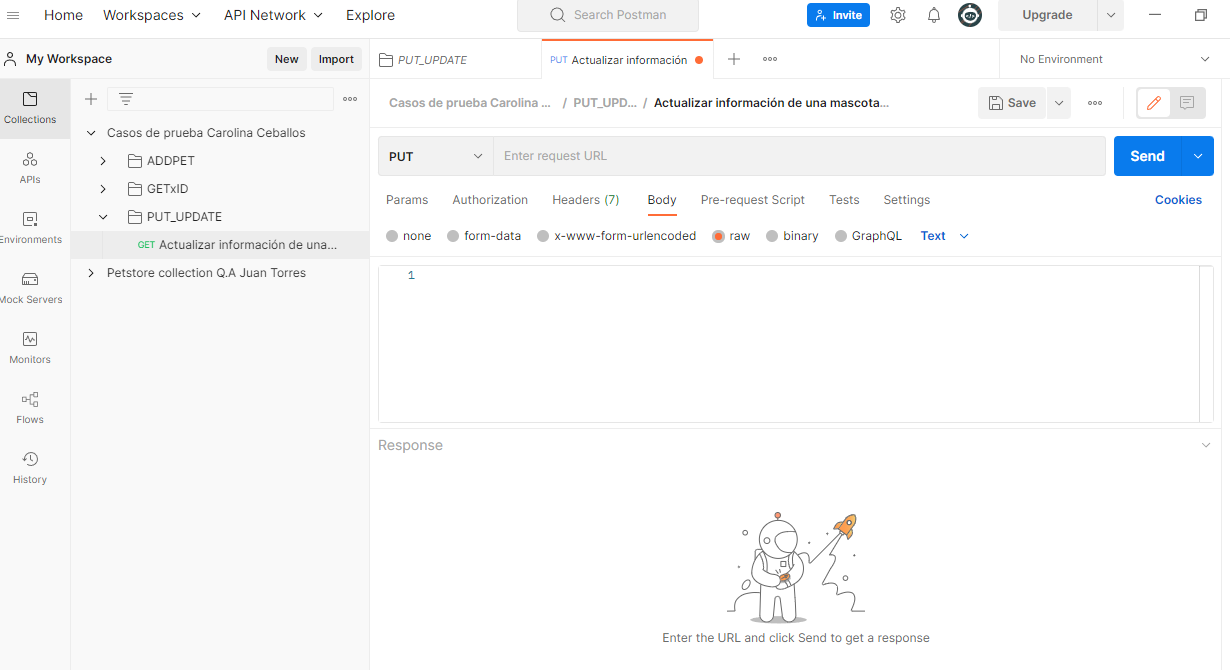 Home Workspaces API Network Explore Search Postman Invite Upgrade
My Workspace New Import PUT_UPDATE PUT Actualizar información No Environment
Collections
Casos de prueba Carolina ... / PUT_UPD... / Actualizar información de una mascota... Save
Casos de prueba Carolina Ceballos
ADDPET
GETxID
PUT_UPDATE
GET Actualizar información de una...
Petstore collection Q.A Juan Torres
APIs
Environments
Mock Servers
Monitors
Flows
History
PUT Enter request URL Send
Params Authorization Headers (7) Body Pre-request Script Tests Settings Cookies
none form-data x-www-form-urlencoded raw binary GraphQL Text
1
Response
Enter the URL and click Send to get a response